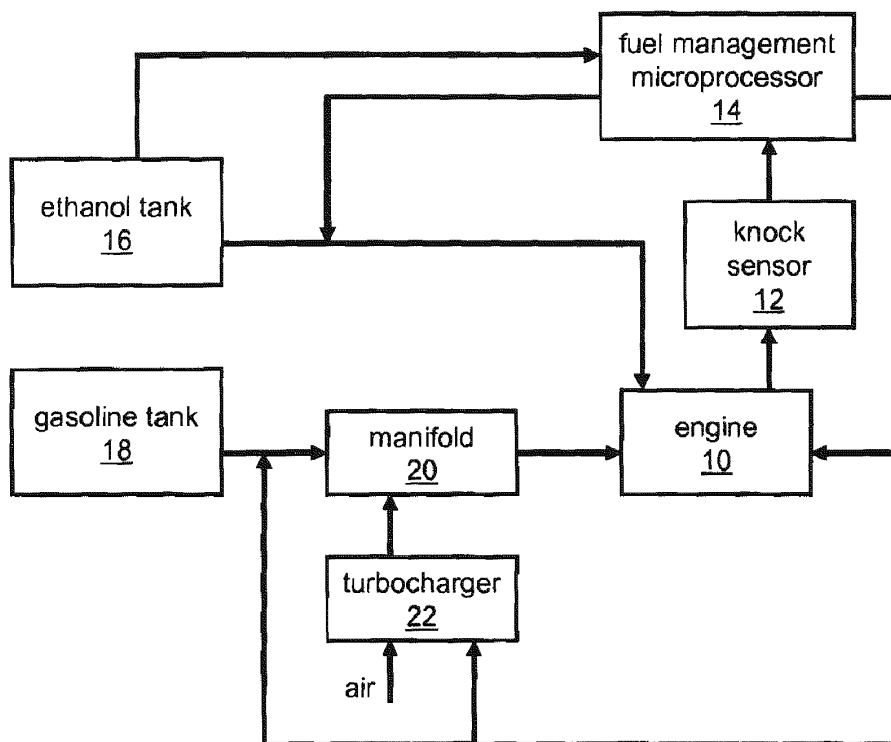 fuel management
microprocessor
14
ethanol tank
16
knock
sensor
12
gasoline tank
18
manifold
20
engine
10
turbocharger
22
air